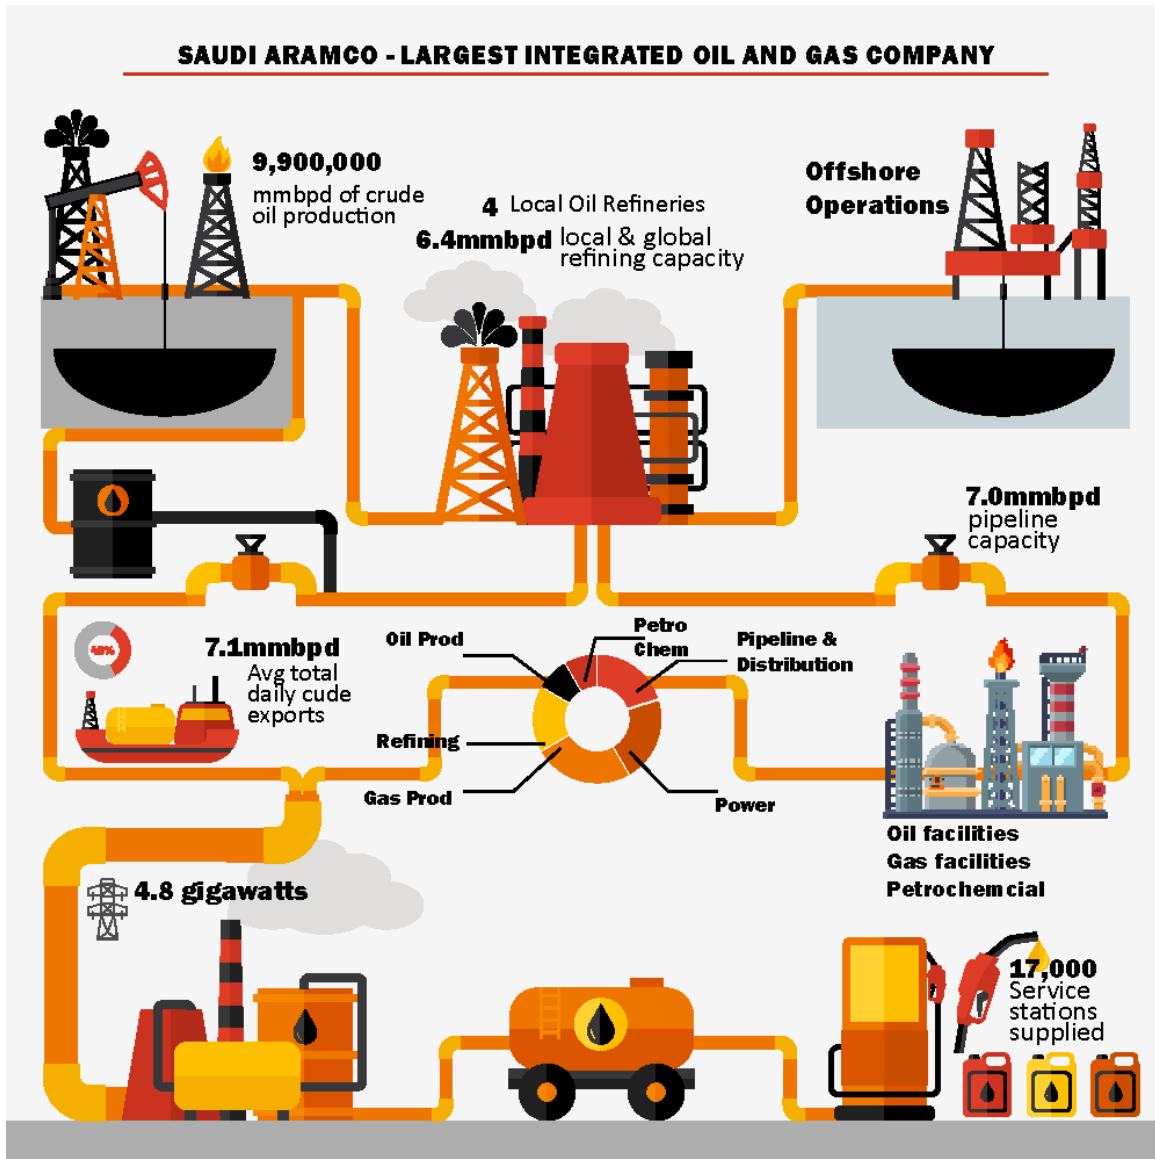 SAUDI ARAMCO - LARGEST INTEGRATED OIL AND GAS COMPANY
9,900,000
mmbpd of crude
oil production
4 Local Oil Refineries
6.4mmbpd local & global
refining capacity
Offshore
Operations
7.0mmbpd
pipeline
capacity
7.1mmbpd
Avg total
daily cude
exports
Oil Prod
Petro
Chem
Pipeline &
Distribution
Refining
Gas Prod
Power
Oil facilities
Gas facilities
Petrochemcial
4.8 gigawatts
17,000
Service
stations
supplied